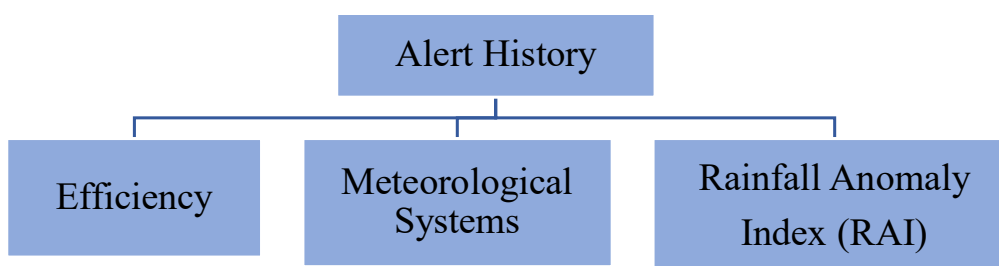 Alert History
Efficiency
Meteorological
Systems
Rainfall Anomaly
Index (RAI)